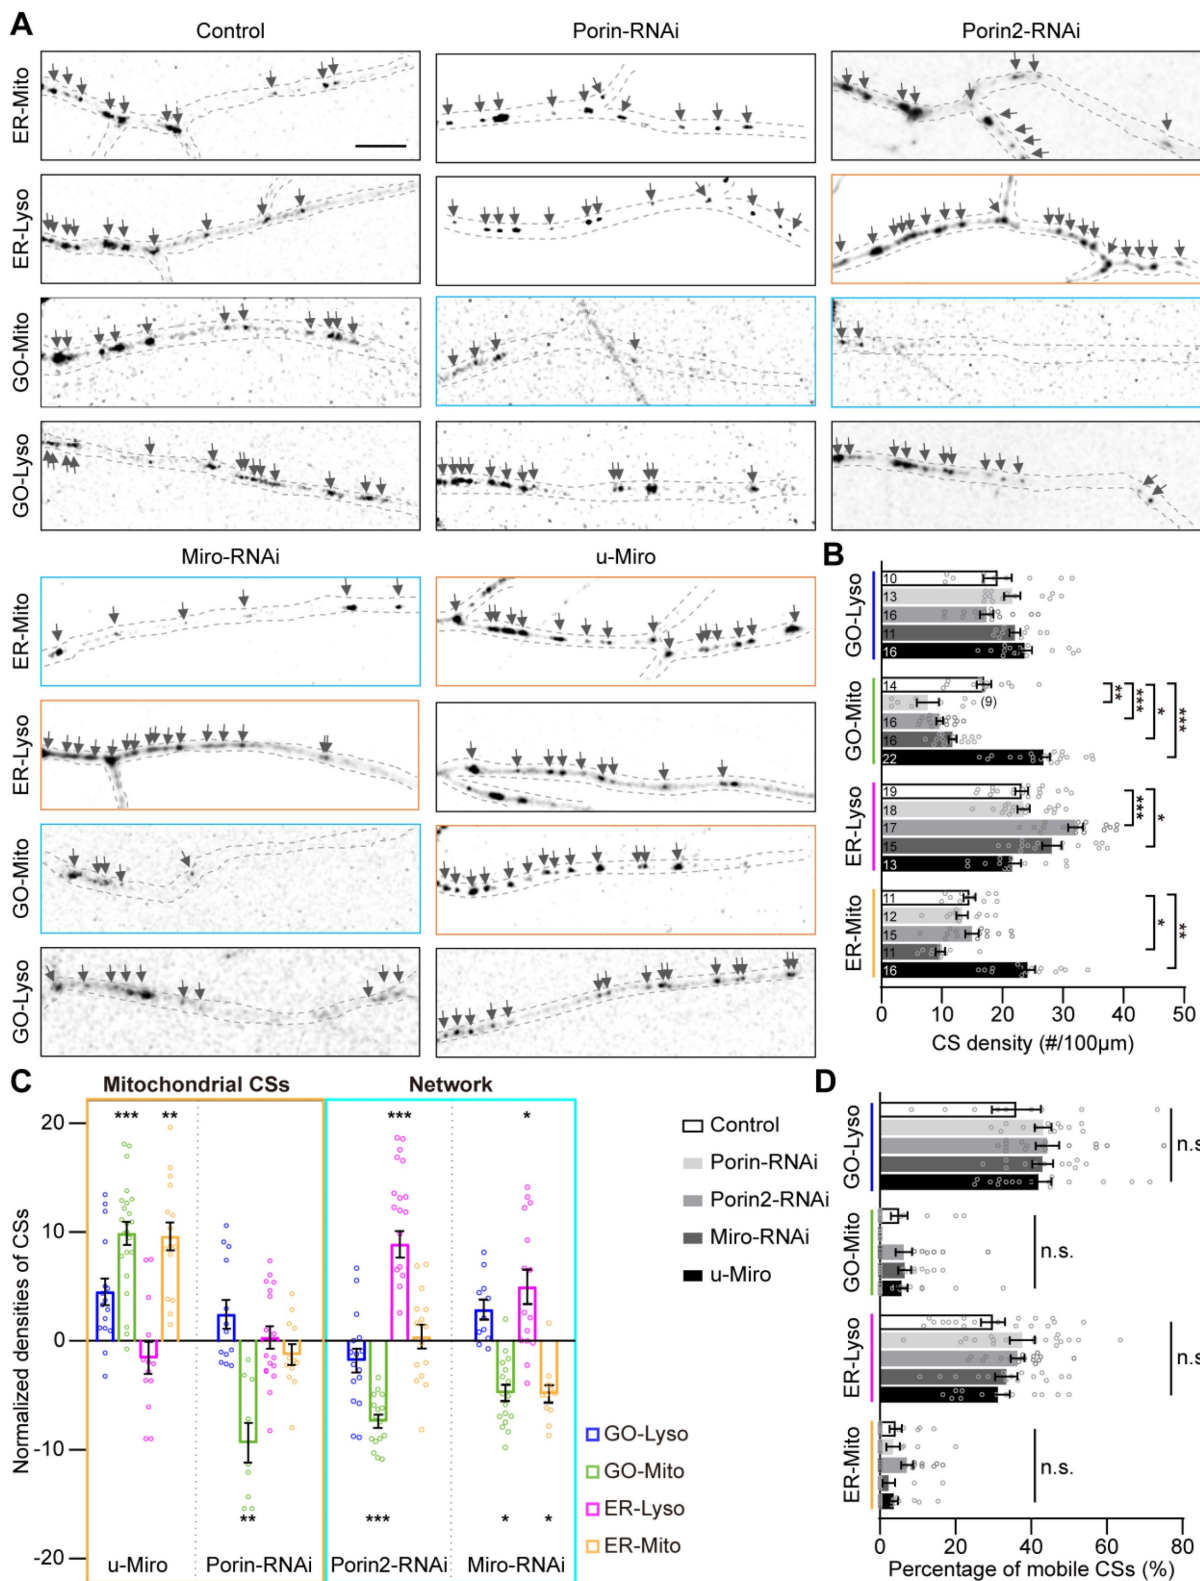 A
Control
Porin-RNAi
Porin2-RNAi
ER-Mito
ER-Lyso
GO-Mito
GO-Lyso
Miro-RNAi
u-Miro
ER-Mito
ER-Lyso
GO-Mito
GO-Lyso
B
GO-Lyso
10
13
16
11
16
GO-Mito
14
(9)
16
16
22
**
***
*
***
ER-Lyso
19
18
17
15
13
***
*
ER-Mito
11
12
15
11
16
*
**
0 10 20 30 40 50
CS density (#/100µm)
C
Mitochondrial CSs
Network
Normalized densities of CSs
20
10
0
-10
-20
*** **
**
***
***
*
* *
u-Miro
Porin-RNAi
Porin2-RNAi
Miro-RNAi
Control
Porin-RNAi
Porin2-RNAi
Miro-RNAi
u-Miro
GO-Lyso
GO-Mito
ER-Lyso
ER-Mito
D
GO-Lyso
n.s
GO-Mito
n.s.
ER-Lyso
n.s
ER-Mito
n.s.
0 20 40 60 80
Percentage of mobile CSs (%)